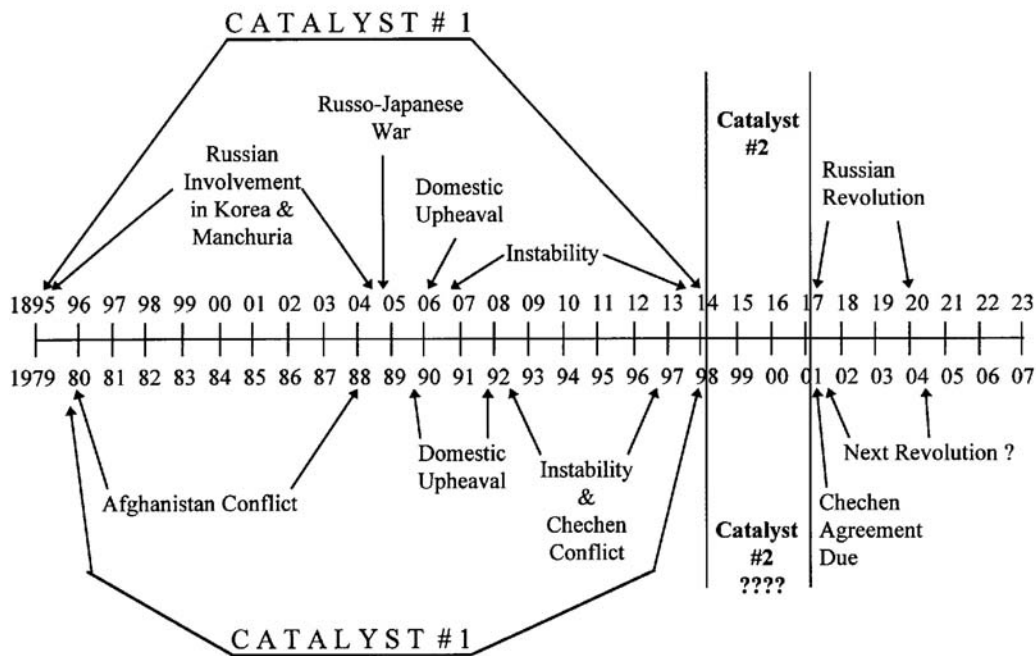 CATALYST # 1
Russo-Japanese
War
Catalyst
#2
Russian
Involvement
in Korea &
Manchuria
Domestic
Upheaval
Russian
Revolution
Instability
1895 96 97 98 99 00 01 02 03 04 05 06 07 08 09 10 11 12 13 14 15 16 17 18 19 20 21 22 23
1979 80 81 82 83 84 85 86 87 88 89 90 91 92 93 94 95 96 97 98 99 00 01 02 03 04 05 06 07
Afghanistan Conflict
Domestic
Upheaval
Instability
&
Chechen
Conflict
Next Revolution ?
Chechen
Agreement
Due
Catalyst
#2
????
CATALYST #1